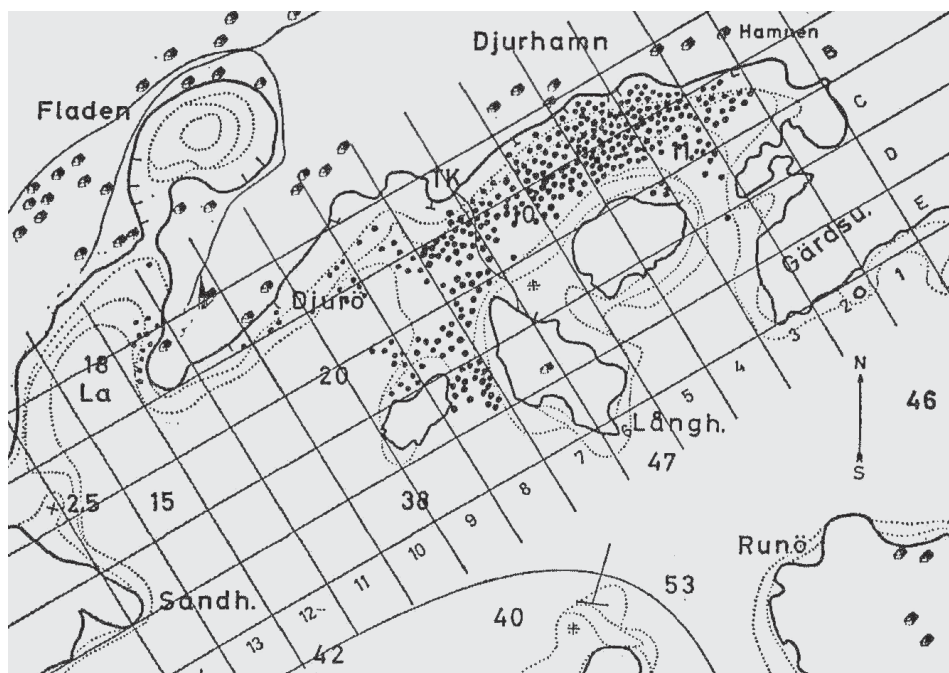 Djurhamn
Hamnen
B
Fladen
C
11
D
TK
10
E
Gärdsu.
Djurö
1
2
3
18
La
20
4
N
5
46
Långh.
6
7
47
S
2,5
15
38
8
9
Runö
10
11
53
Sandh.
12
40
13
42